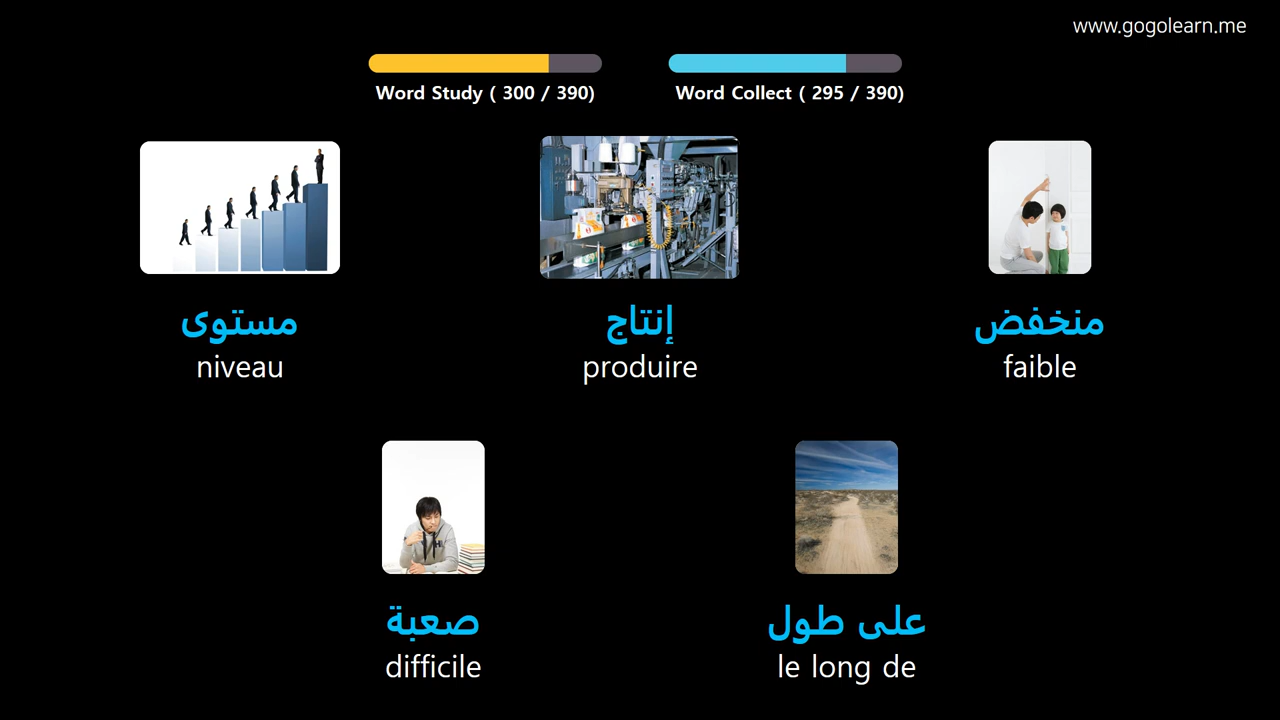 www.gogolearn.me
Word Study ( 300 / 390)
Word Collect ( 295 / 390)
مستوى
niveau
إنتاج
produire
منخفض
faible
صعبة
difficile
على طول
le long de